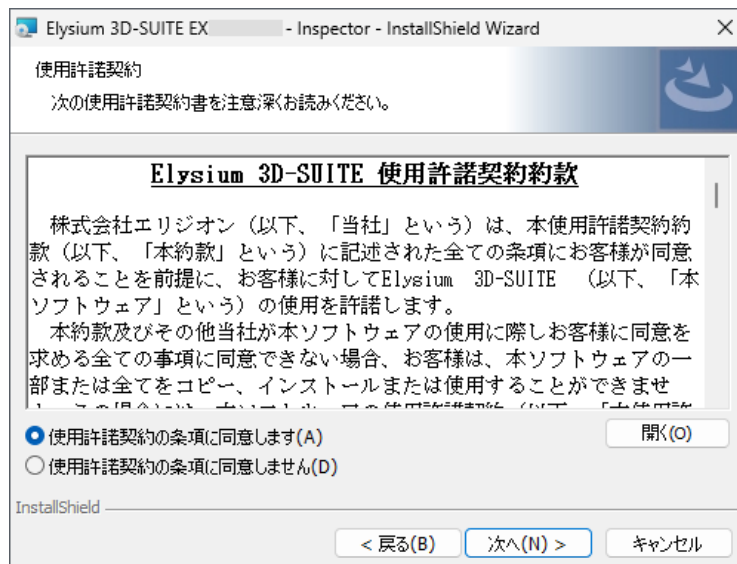 Elysium 3D-SUITE EX - Inspector - InstallShield Wizard
使用許諾契約
次の使用許諾契約書を注意深くお読みください。
Elysium 3D-SUITE 使用許諾契約約款
株式会社エリジオン（以下、「当社」という）は、本使用許諾契約約
款（以下、「本約款」という）に記述された全ての条項にお客様が同意
されることを前提に、お客様に対してElysium 3D-SUITE （以下、「本
ソフトウェア」という）の使用を許諾します。
本約款及びその他当社が本ソフトウェアの使用に際しお客様に同意を
求める全ての事項に同意できない場合、お客様は、本ソフトウェアの一
部または全てをコピー、インストールまたは使用することができませ
使用許諾契約の条項に同意します(A)
開く(O)
使用許諾契約の条項に同意しません(D)
InstallShield
< 戻る(B)
次へ(N) >
キャンセル